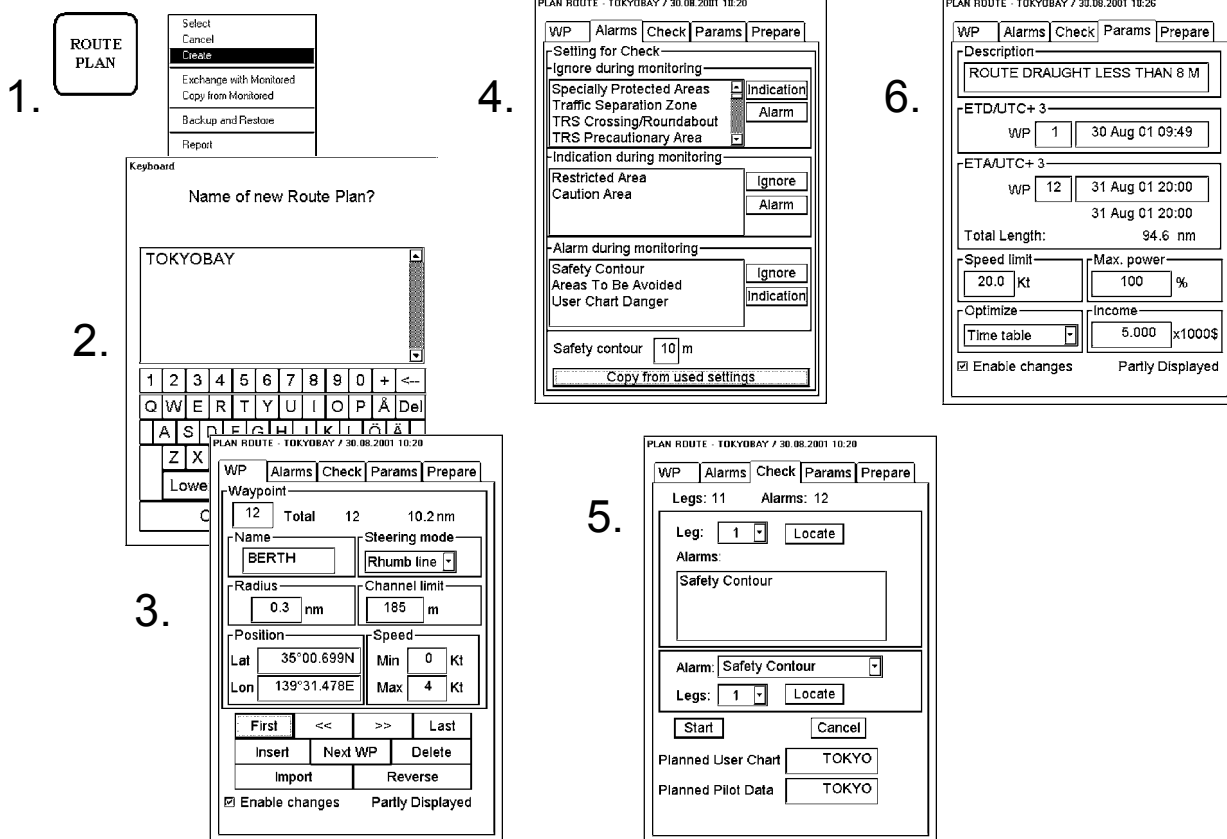 1.
ROUTE
PLAN
Select
Cancel
Create
Exchange with Monitored
Copy from Monitored
Backup and Restore
Report
2.
Keyboard
Name of new Route Plan?
TOKYOBAY
1 2 3 4 5 6 7 8 9 0 + <--
Q W E R T Y U I O P Å Del
A S D F G H J K L Ö Ä
Z X
3.
PLAN ROUTE - TOKYOBAY / 30.08.2001 10:20
WP Alarms Check Params Prepare
Waypoint
12 Total 12 10.2 nm
Name Steering mode
BERTH Rhumb line
Radius Channel limit
0.3 nm 185 m
Position Speed
Lat 35°00.699N Min 0 Kt
Lon 139°31.478E Max 4 Kt
First << >> Last
Insert Next WP Delete
Import Reverse
Enable changes Partly Displayed
4.
PLAN ROUTE - TOKYOBAY / 30.08.2001 10:20
WP Alarms Check Params Prepare
Setting for Check
Ignore during monitoring
Specially Protected Areas Indication
Traffic Separation Zone
TRS Crossing/Roundabout Alarm
TRS Precautionary Area
Indication during monitoring
Restricted Area Ignore
Caution Area
Alarm
Alarm during monitoring
Safety Contour Ignore
Areas To Be Avoided
User Chart Danger Indication
Safety contour 10 m
Copy from used settings
5.
PLAN ROUTE - TOKYOBAY / 30.08.2001 10:20
WP Alarms Check Params Prepare
Legs: 11 Alarms: 12
Leg: 1 Locate
Alarms:
Safety Contour
Alarm: Safety Contour
Legs: 1 Locate
Start Cancel
Planned User Chart TOKYO
Planned Pilot Data TOKYO
6.
PLAN ROUTE - TOKYOBAY / 30.08.2001 10:26
WP Alarms Check Params Prepare
Description
ROUTE DRAUGHT LESS THAN 8 M
ETD/UTC+ 3
WP 1 30 Aug 01 09:49
ETA/UTC+ 3
WP 12 31 Aug 01 20:00
31 Aug 01 20:00
Total Length: 94.6 nm
Speed limit Max. power
20.0 Kt 100 %
Optimize Income
Time table 5.000 x1000$
Enable changes Partly Displayed